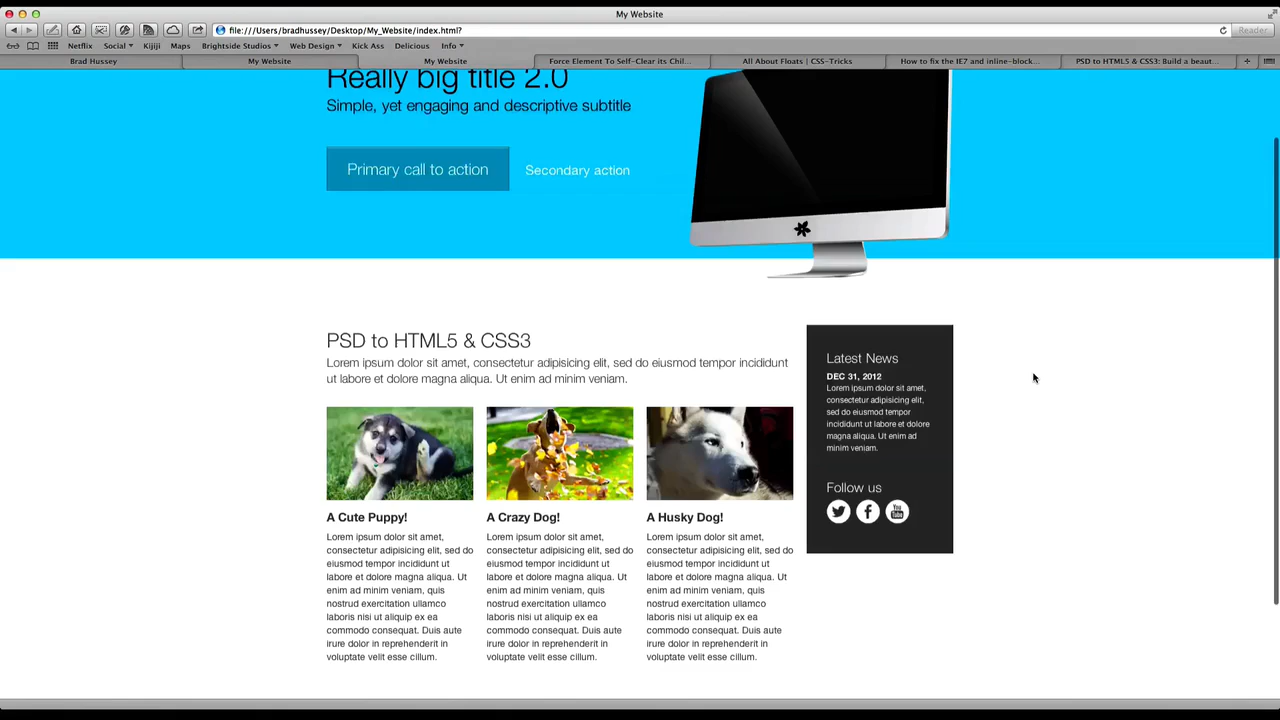 My Website
file:///Users/bradhussey/Desktop/My_Website/index.html?
Reader
Netflix Social Kijiji Maps Brightside Studios Web Design Kick Ass Delicious Info
Brad Hussey My Website My Website Force Element To Self-Clear its Chil... All About Floats | CSS-Tricks How to fix the IE7 and inline-block... PSD to HTML5 & CSS3: Build a beaut...
Really big title 2.0
Simple, yet engaging and descriptive subtitle
Primary call to action Secondary action
PSD to HTML5 & CSS3
Lorem ipsum dolor sit amet, consectetur adipisicing elit, sed do eiusmod tempor incididunt
ut labore et dolore magna aliqua. Ut enim ad minim veniam.
A Cute Puppy!
Lorem ipsum dolor sit amet,
consectetur adipisicing elit, sed do
eiusmod tempor incididunt ut
labore et dolore magna aliqua. Ut
enim ad minim veniam, quis
nostrud exercitation ullamco
laboris nisi ut aliquip ex ea
commodo consequat. Duis aute
irure dolor in reprehenderit in
voluptate velit esse cillum.
A Crazy Dog!
Lorem ipsum dolor sit amet,
consectetur adipisicing elit, sed do
eiusmod tempor incididunt ut
labore et dolore magna aliqua. Ut
enim ad minim veniam, quis
nostrud exercitation ullamco
laboris nisi ut aliquip ex ea
commodo consequat. Duis aute
irure dolor in reprehenderit in
voluptate velit esse cillum.
A Husky Dog!
Lorem ipsum dolor sit amet,
consectetur adipisicing elit, sed do
eiusmod tempor incididunt ut
labore et dolore magna aliqua. Ut
enim ad minim veniam, quis
nostrud exercitation ullamco
laboris nisi ut aliquip ex ea
commodo consequat. Duis aute
irure dolor in reprehenderit in
voluptate velit esse cillum.
Latest News
DEC 31, 2012
Lorem ipsum dolor sit amet,
consectetur adipisicing elit,
sed do eiusmod tempor
incididunt ut labore et dolore
magna aliqua. Ut enim ad
minim veniam.
Follow us
You
Tube